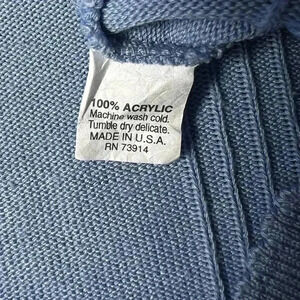 100% ACRYLIC
Machine wash cold.
Tumble dry delicate.
MADE IN U.S.A.
RN 73914